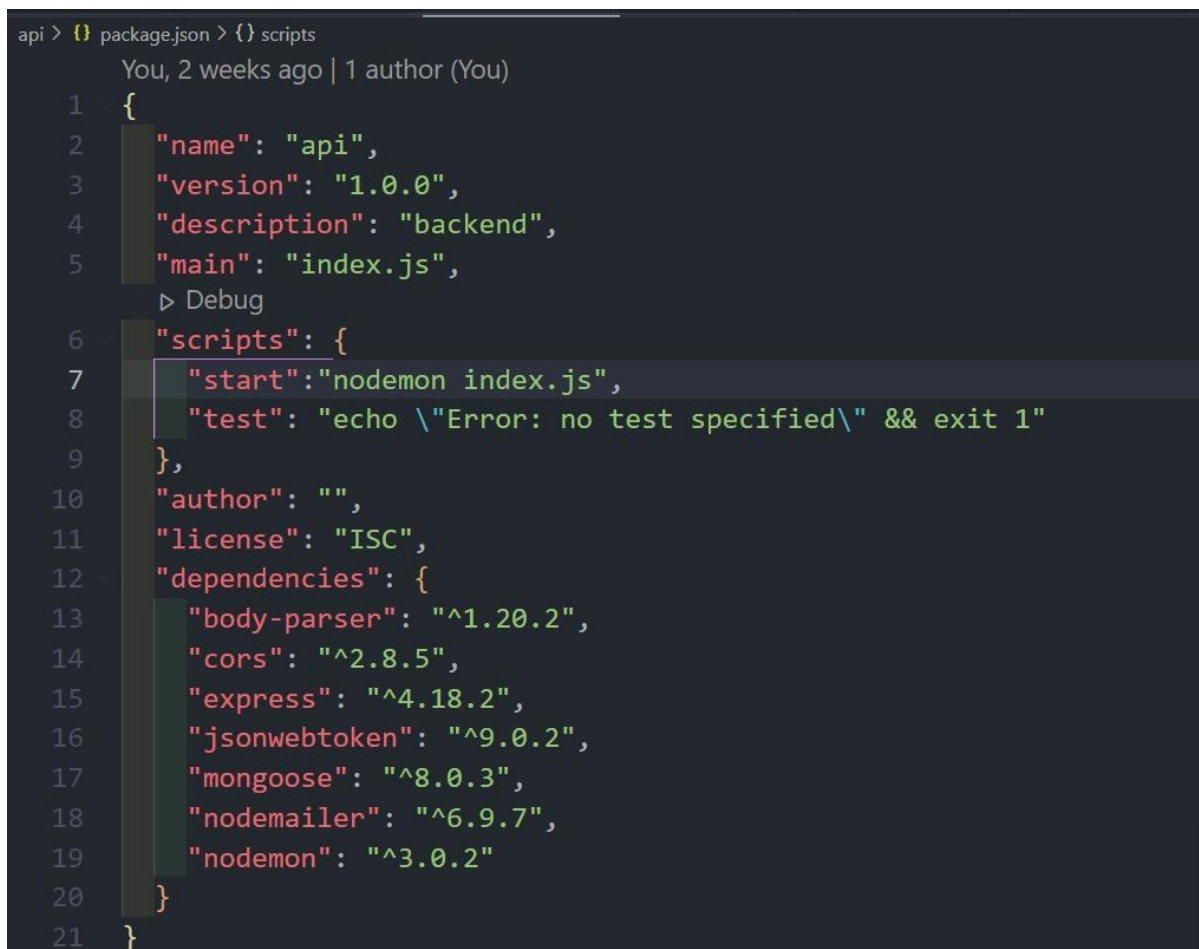 api > {} package.json > {} scripts
You, 2 weeks ago | 1 author (You)
1 {
2 "name": "api",
3 "version": "1.0.0",
4 "description": "backend",
5 "main": "index.js",
▷ Debug
6 "scripts": {
7 "start":"nodemon index.js",
8 "test": "echo \"Error: no test specified\" && exit 1"
9 },
10 "author": "",
11 "license": "ISC",
12 "dependencies": {
13 "body-parser": "^1.20.2",
14 "cors": "^2.8.5",
15 "express": "^4.18.2",
16 "jsonwebtoken": "^9.0.2",
17 "mongoose": "^8.0.3",
18 "nodemailer": "^6.9.7",
19 "nodemon": "^3.0.2"
20 }
21 }